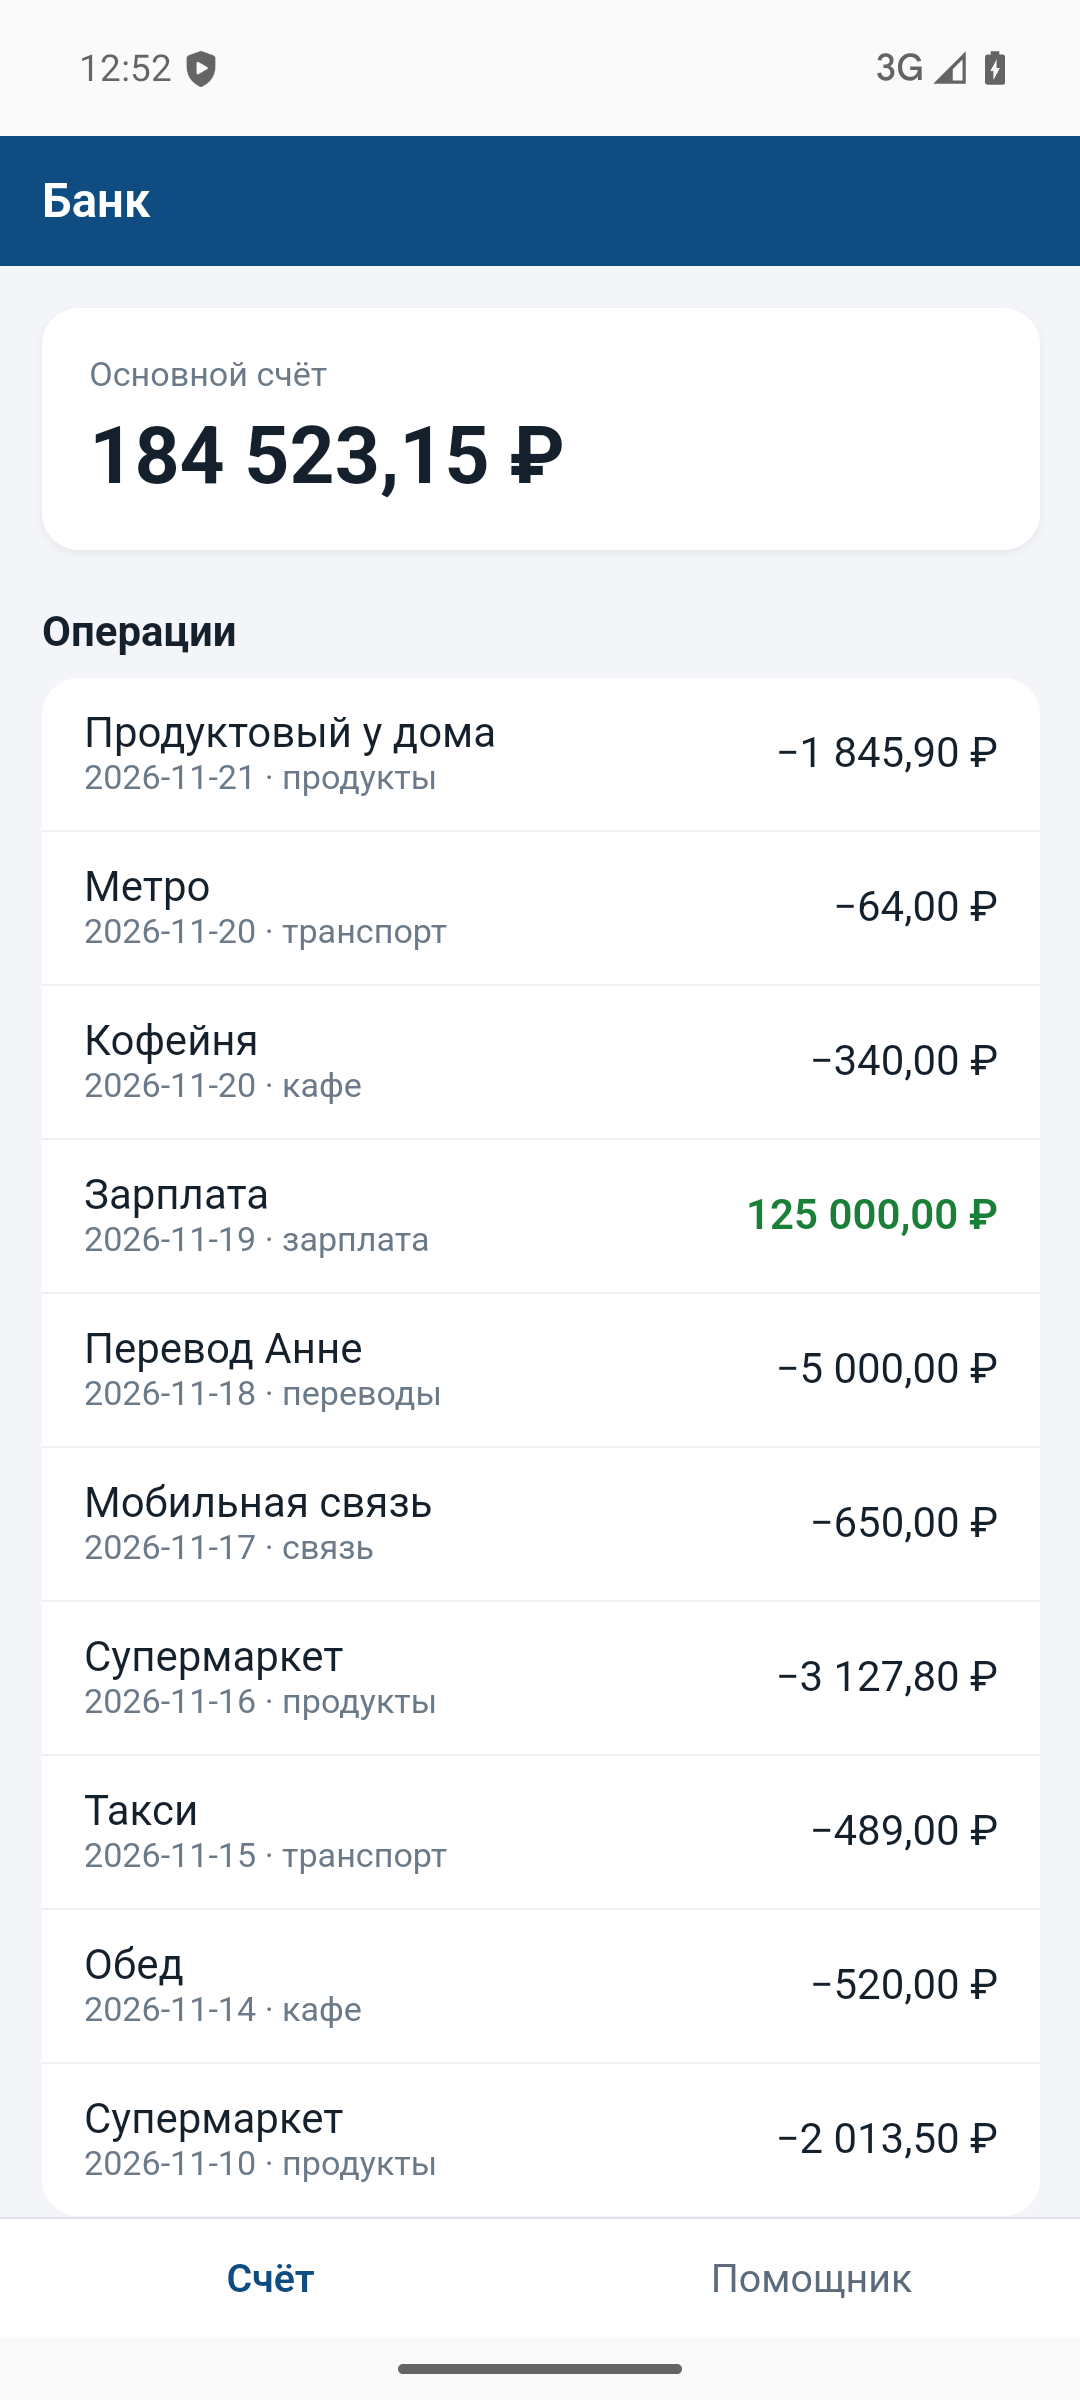 12:52
3G
Банк
Основной счёт
184 523,15 ₽
Операции
Продуктовый у дома
2026-11-21 · продукты
−1 845,90 ₽
Метро
2026-11-20 · транспорт
−64,00 ₽
Кофейня
2026-11-20 · кафе
−340,00 ₽
Зарплата
2026-11-19 · зарплата
125 000,00 ₽
Перевод Анне
2026-11-18 · переводы
−5 000,00 ₽
Мобильная связь
2026-11-17 · связь
−650,00 ₽
Супермаркет
2026-11-16 · продукты
−3 127,80 ₽
Такси
2026-11-15 · транспорт
−489,00 ₽
Обед
2026-11-14 · кафе
−520,00 ₽
Супермаркет
2026-11-10 · продукты
−2 013,50 ₽
Счёт
Помощник